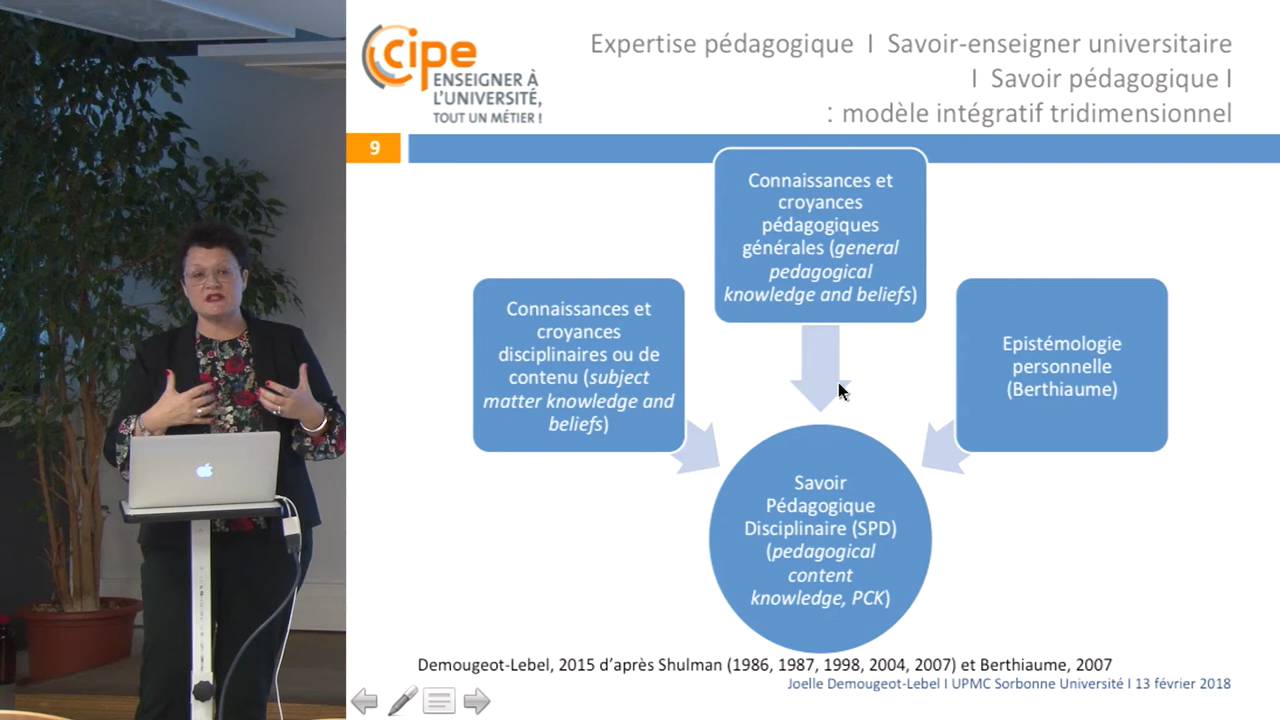 cipe
ENSEIGNER À
L'UNIVERSITÉ,
TOUT UN MÉTIER !
Expertise pédagogique I Savoir-enseigner universitaire
I Savoir pédagogique I
: modèle intégratif tridimensionnel
9
Connaissances et
croyances
pédagogiques
générales (general
pedagogical
knowledge and beliefs)
Connaissances et
croyances
disciplinaires ou de
contenu (subject
matter knowledge and
beliefs)
Epistémologie
personnelle
(Berthiaume)
Savoir
Pédagogique
Disciplinaire (SPD)
(pedagogical
content
knowledge, PCK)
Demougeot-Lebel, 2015 d'après Shulman (1986, 1987, 1998, 2004, 2007) et Berthiaume, 2007
Joelle Demougeot-Lebel I UPMC Sorbonne Université I 13 février 2018